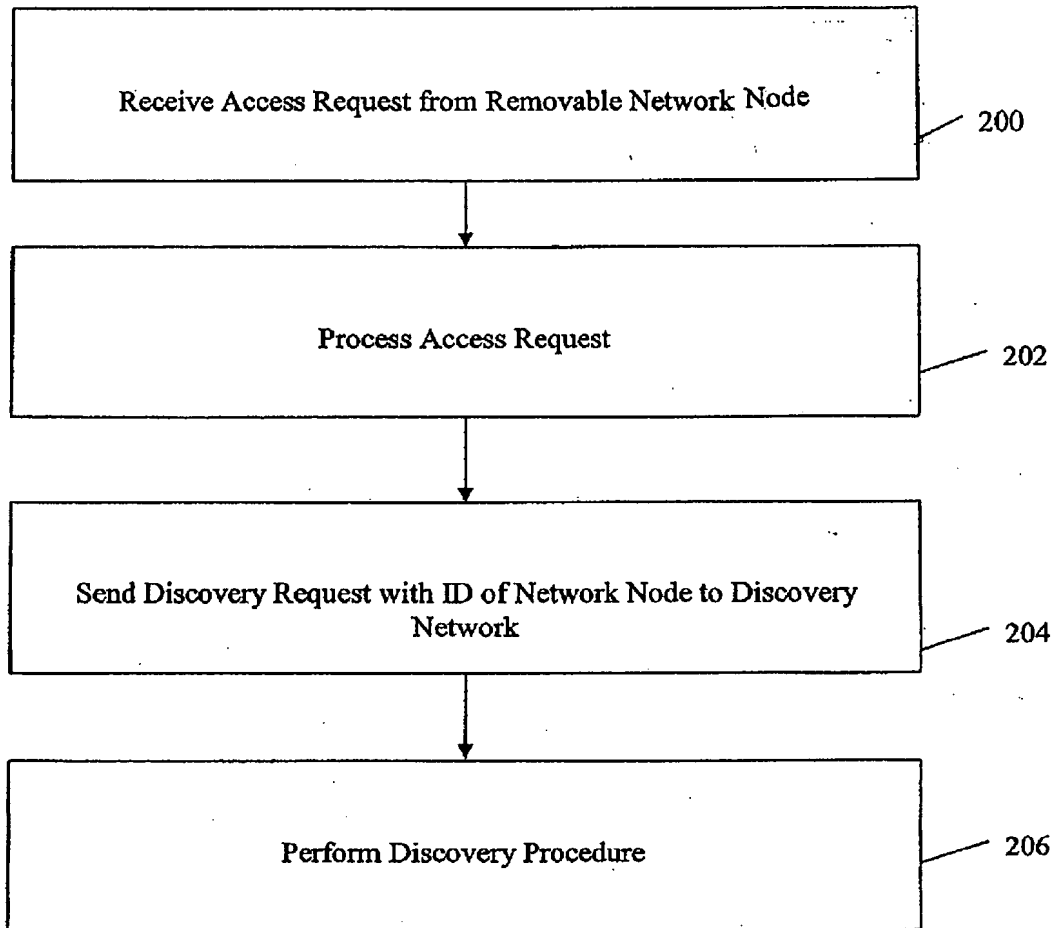 Receive Access Request from Removable Network Node
200
Process Access Request
202
Send Discovery Request with ID of Network Node to Discovery
Network
204
Perform Discovery Procedure
206